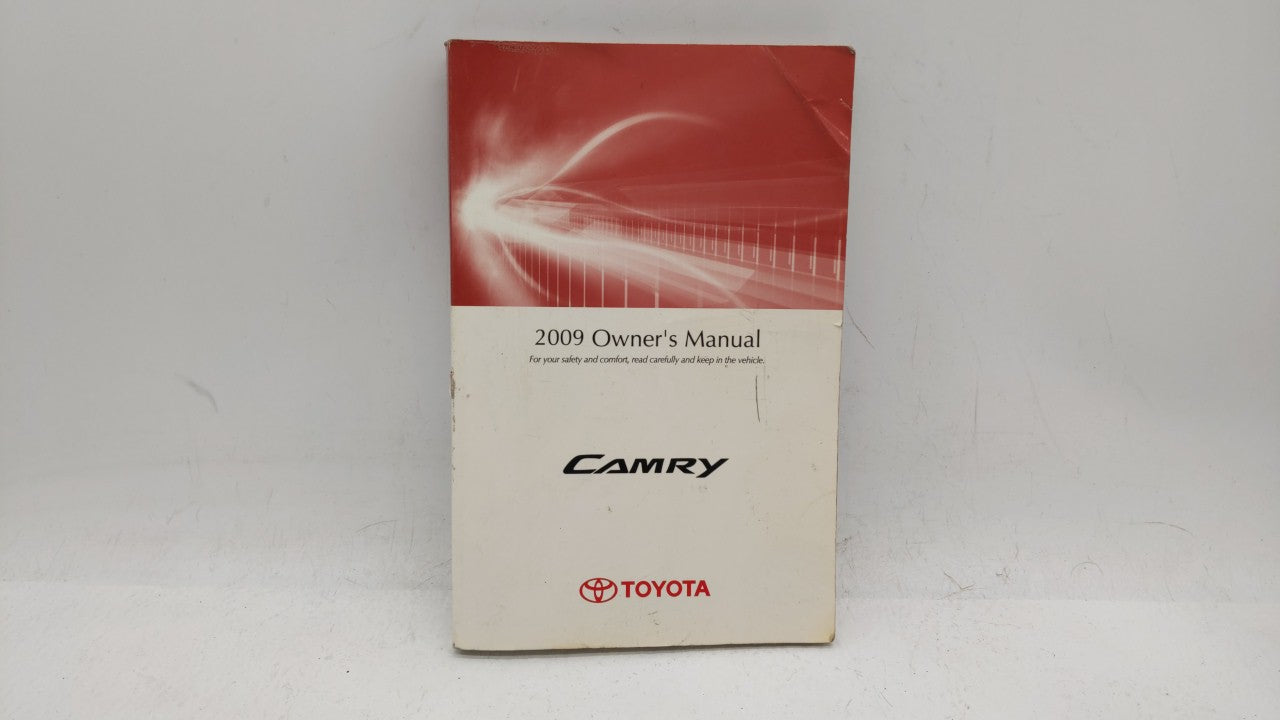 2009 Owner's Manual
For your safety and comfort, read carefully and keep in the vehicle.
CAMRY
TOYOTA